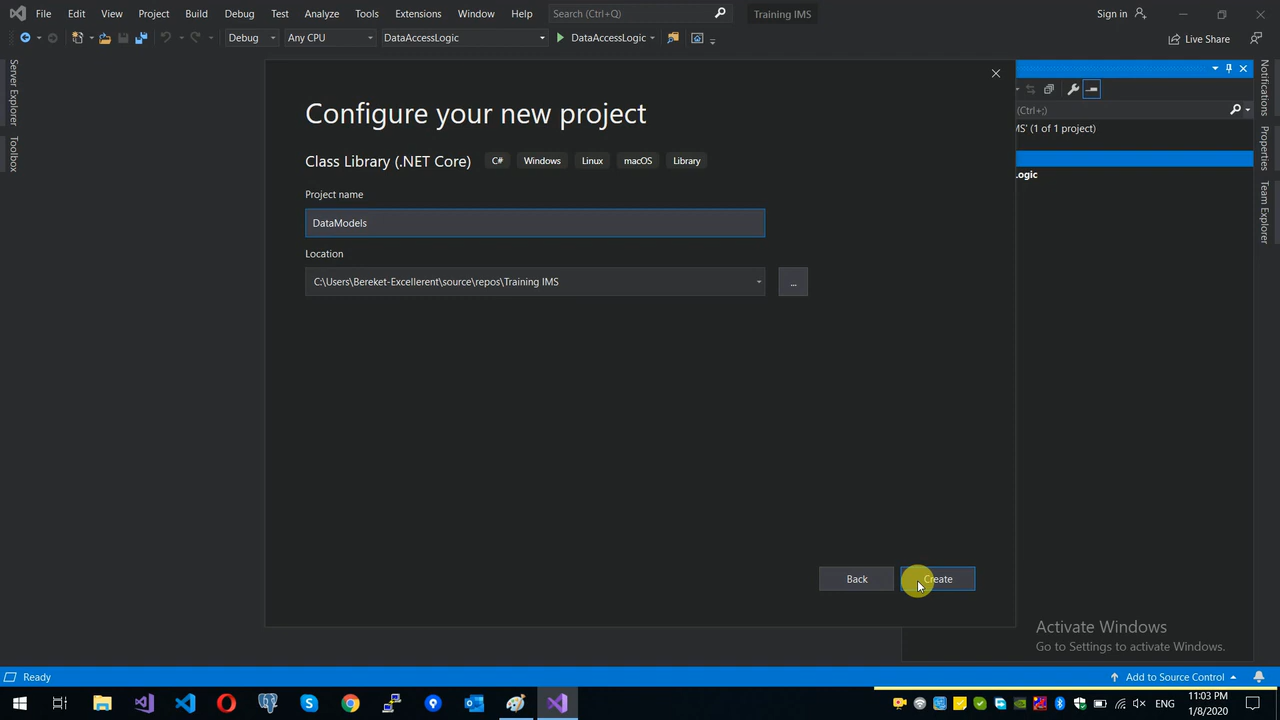 File Edit View Project Build Debug Test Analyze Tools Extensions Window Help Search (Ctrl+Q) Training IMS Sign in
Debug Any CPU DataAccessLogic DataAccessLogic Live Share
Server Explorer
Toolbox
Configure your new project
Class Library (.NET Core) C# Windows Linux macOS Library
Project name
DataModels
Location
C:\Users\Bereket-Excellerent\source\repos\Training IMS
...
Back Create
(Ctrl+;)
MS' (1 of 1 project)
Logic
Notifications
Properties
Team Explorer
Activate Windows
Go to Settings to activate Windows.
Ready Add to Source Control
ENG 11:03 PM
1/8/2020